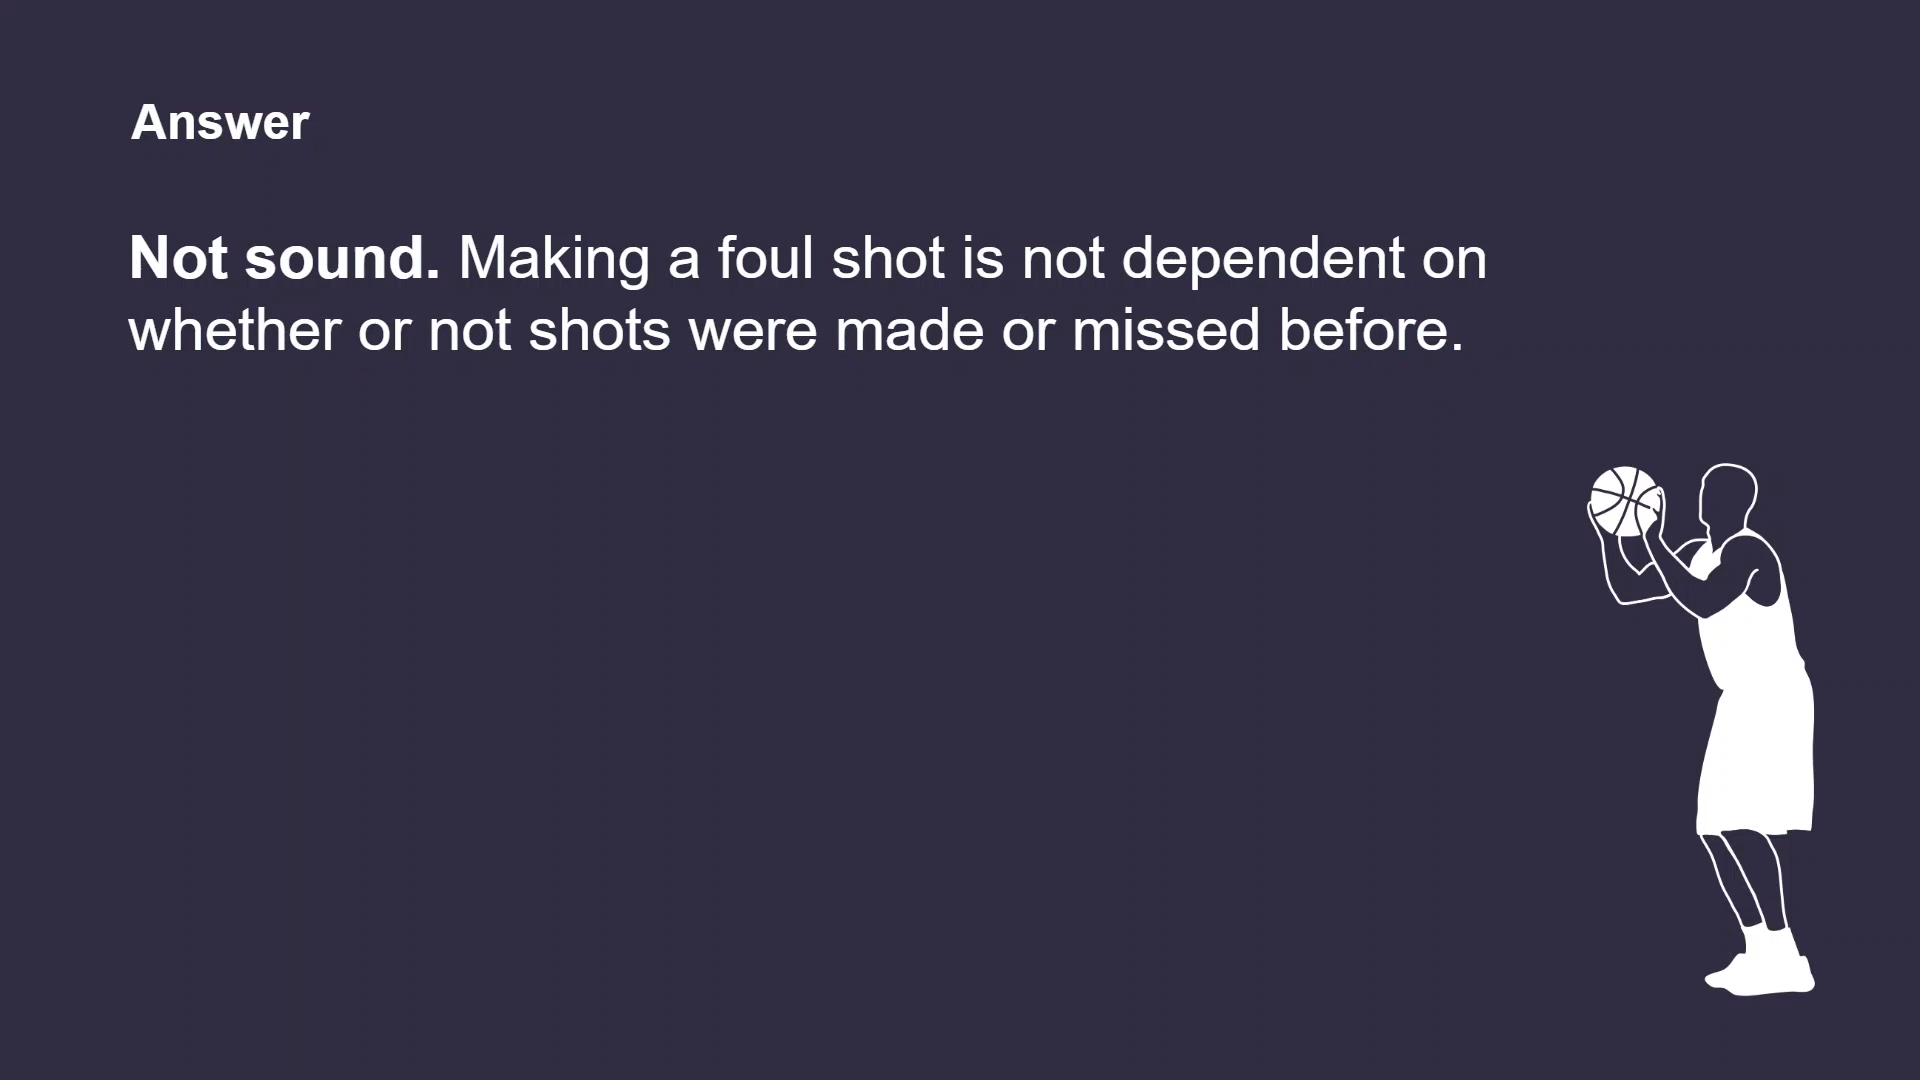 Answer
Not sound. Making a foul shot is not dependent on
whether or not shots were made or missed before.